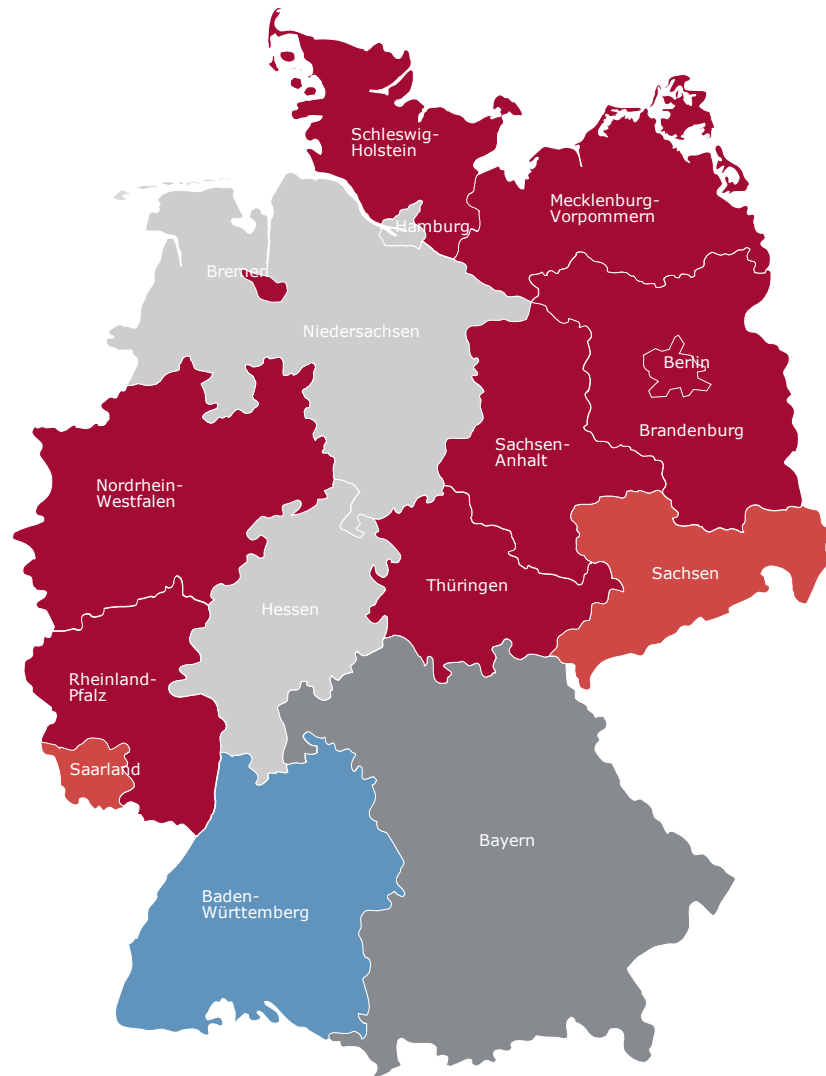 Schleswig-
Holstein
Mecklenburg-
Vorpommern
Hamburg
Bremen
Niedersachsen
Berlin
Brandenburg
Sachsen-
Anhalt
Nordrhein-
Westfalen
Sachsen
Thüringen
Hessen
Rheinland-
Pfalz
Saarland
Bayern
Baden-
Württemberg